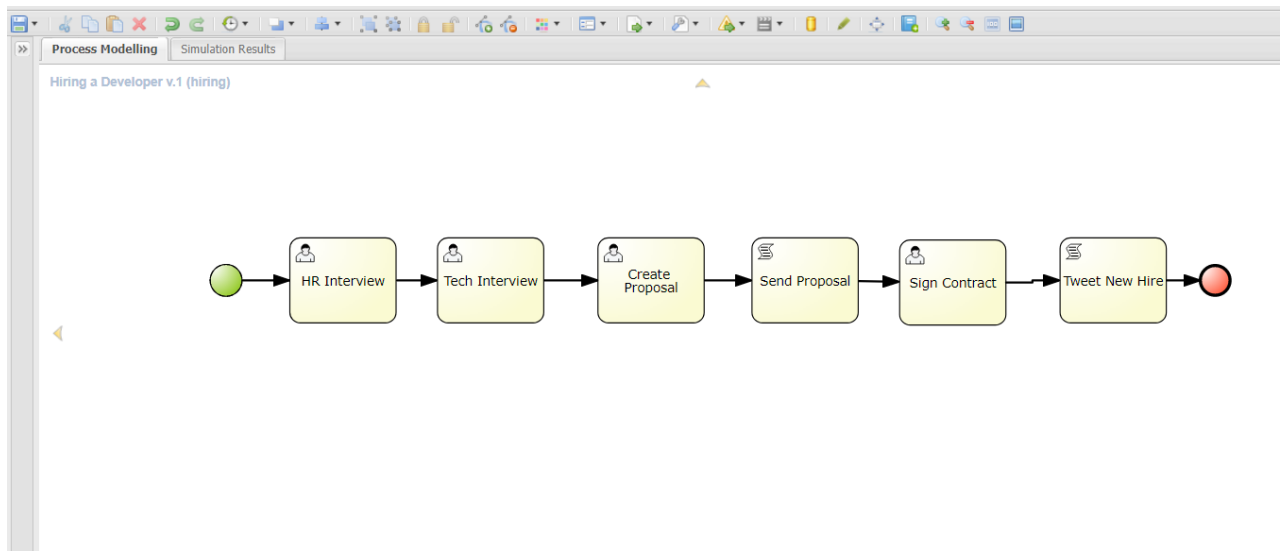 Process Modelling
Simulation Results
Hiring a Developer v.1 (hiring)
HR Interview
Tech Interview
Create
Proposal
Send Proposal
Sign Contract
Tweet New Hire